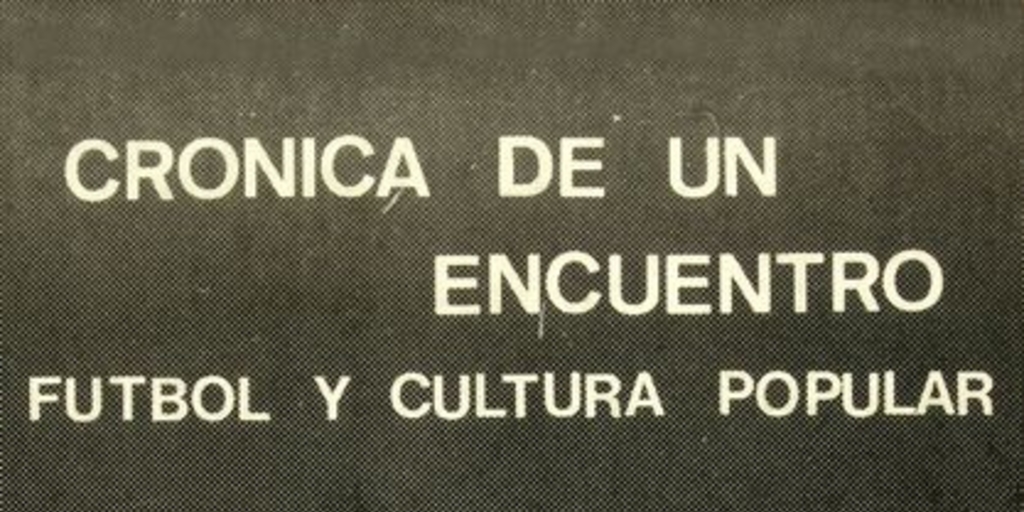 CRONICA DE UN
ENCUENTRO
FUTBOL Y CULTURA POPULAR